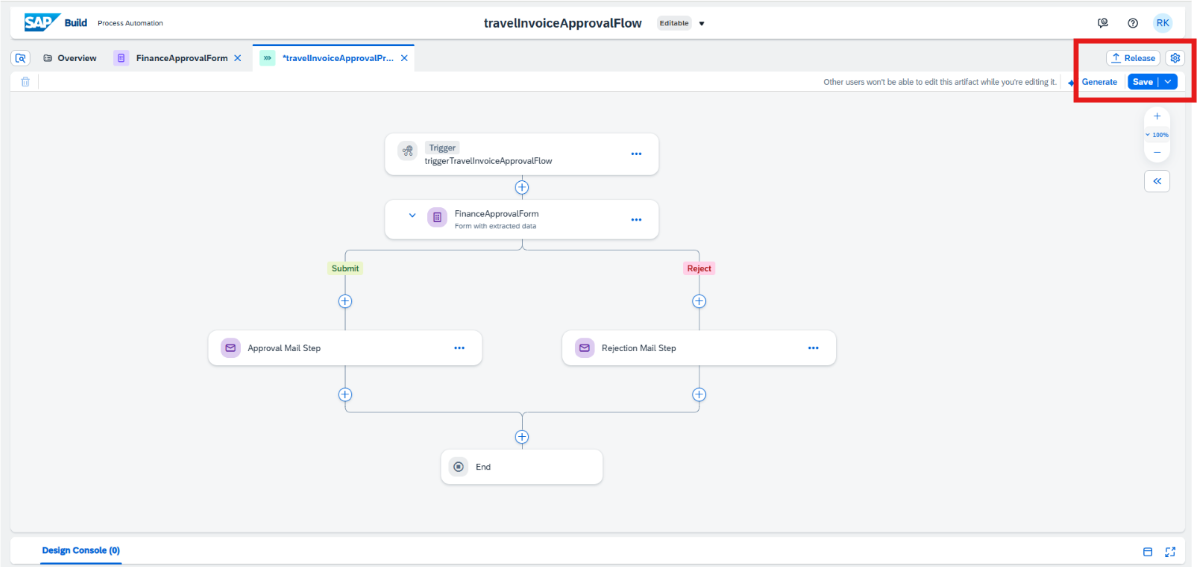 SAP Build Process Automation
travelInvoiceApprovalFlow Editable
RK
Overview FinanceApprovalForm *travelInvoiceApprovalPr...
Release
Other users won't be able to edit this artifact while you're editing it. Generate Save
Trigger
triggerTravelInvoiceApprovalFlow
100%
FinanceApprovalForm
Form with extracted data
Submit Reject
Approval Mail Step Rejection Mail Step
End
Design Console (0)